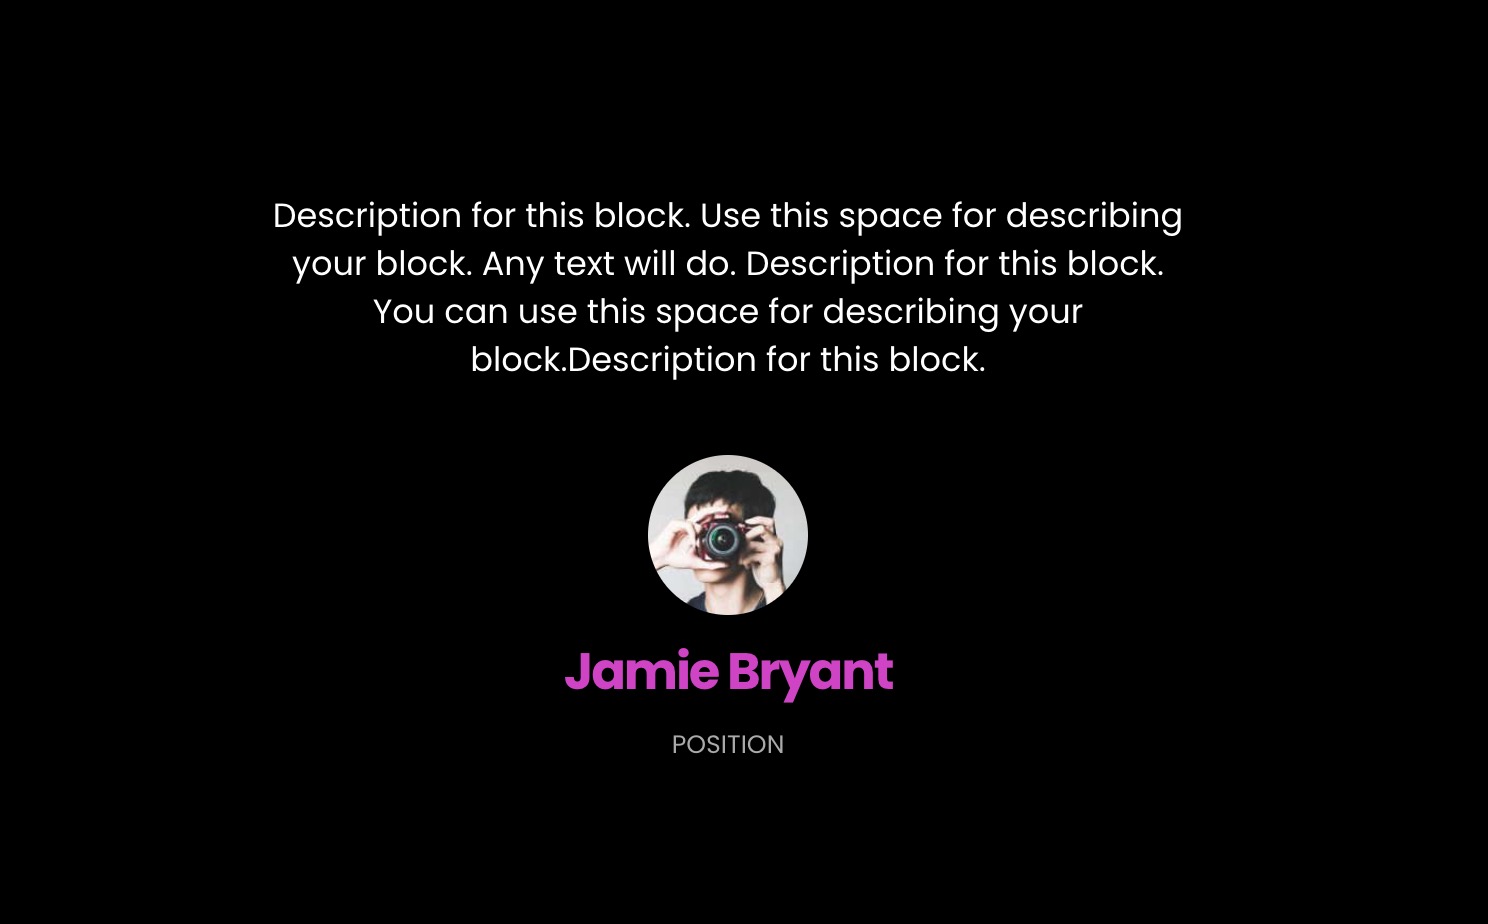 Description for this block. Use this space for describing
your block. Any text will do. Description for this block.
You can use this space for describing your
block.Description for this block.
Jamie Bryant
POSITION